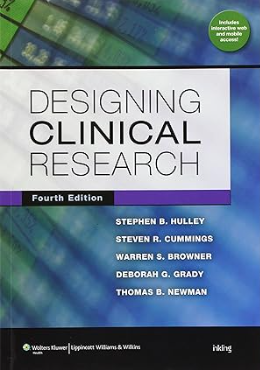 Includes
interactive web
and mobile
access!
DESIGNING
CLINICAL
RESEARCH
Fourth Edition
STEPHEN B. HULLEY
STEVEN R. CUMMINGS
WARREN S. BROWNER
DEBORAH G. GRADY
THOMAS B. NEWMAN
Wolters Kluwer
Health
Lippincott Williams & Wilkins
inkling